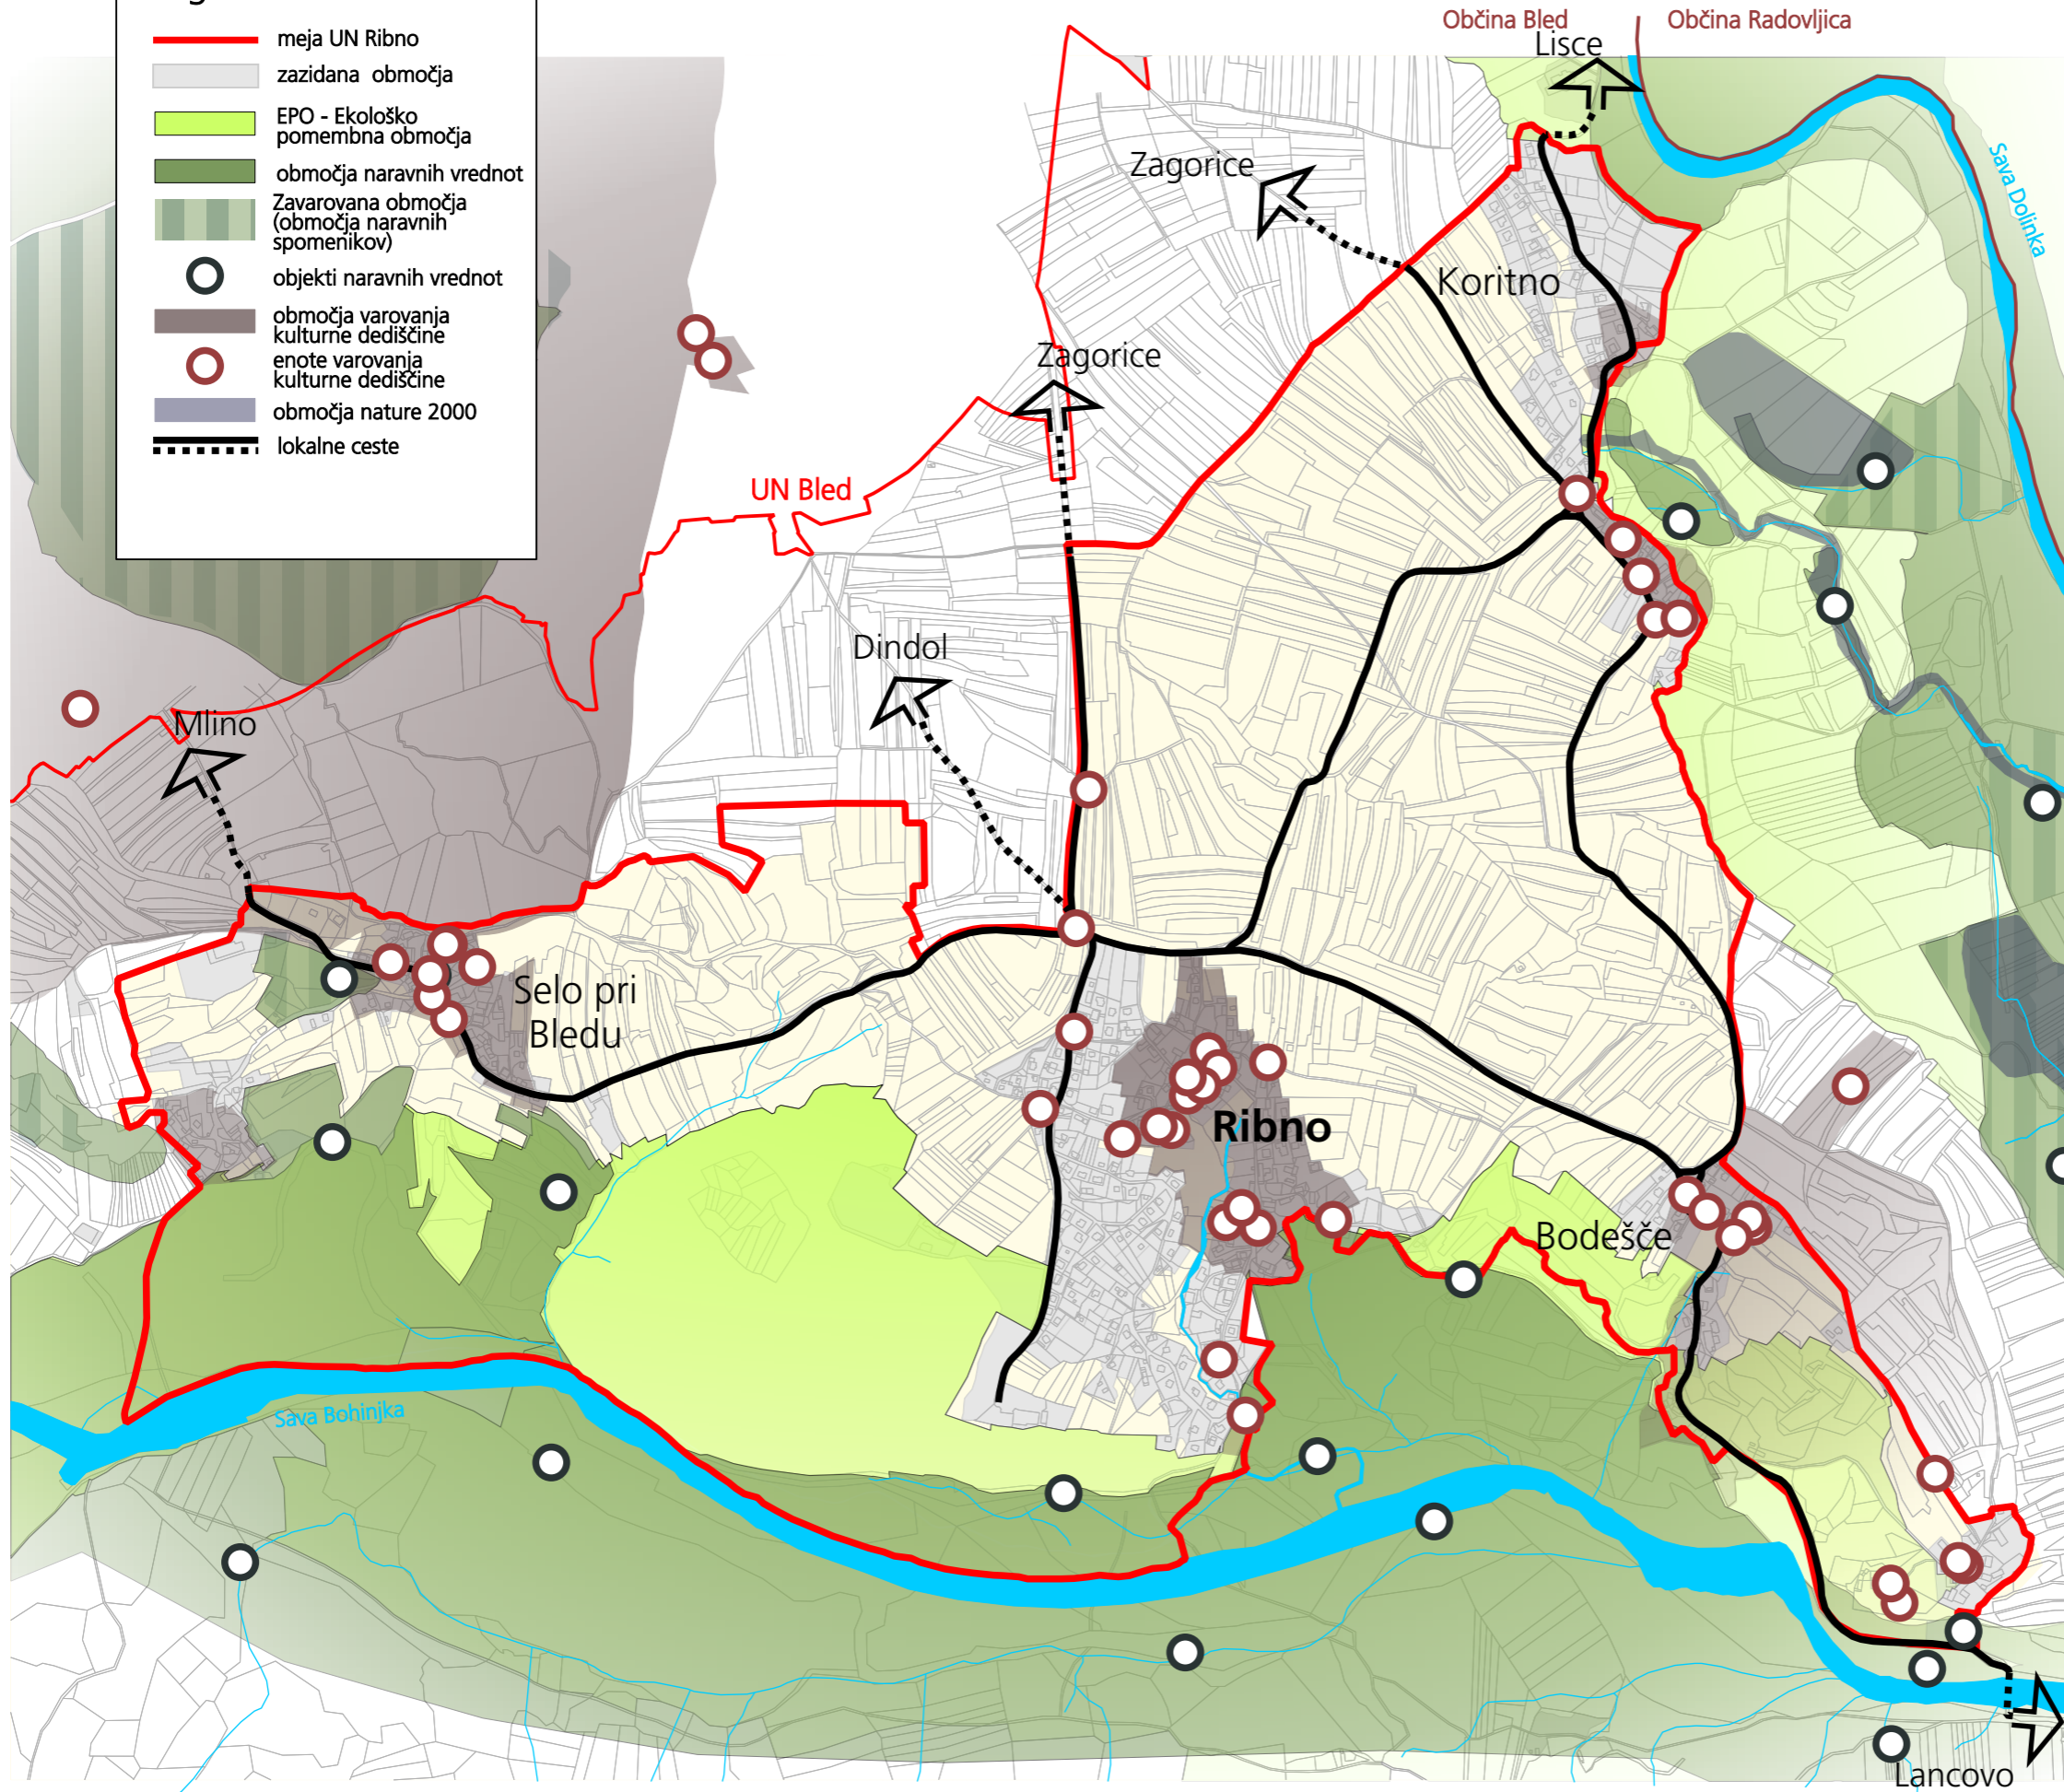 meja UN Ribno
zazidana območja
EPO - Ekološko
pomembna območja
območja naravnih vrednot
Zavarovana območja
(območja naravnih
spomenikov)
objekti naravnih vrednot
območja varovanja
kulturne dediščine
enote varovanja
kulturne dediščine
območja nature 2000
lokalne ceste
Občina Bled
Občina Radovljica
Lisce
Sava Dolinka
Zagorice
Koritno
Zagorice
UN Bled
Dindol
Mlino
Selo pri
Bledu
Ribno
Bodešče
Sava Bohinjka
Lancovo